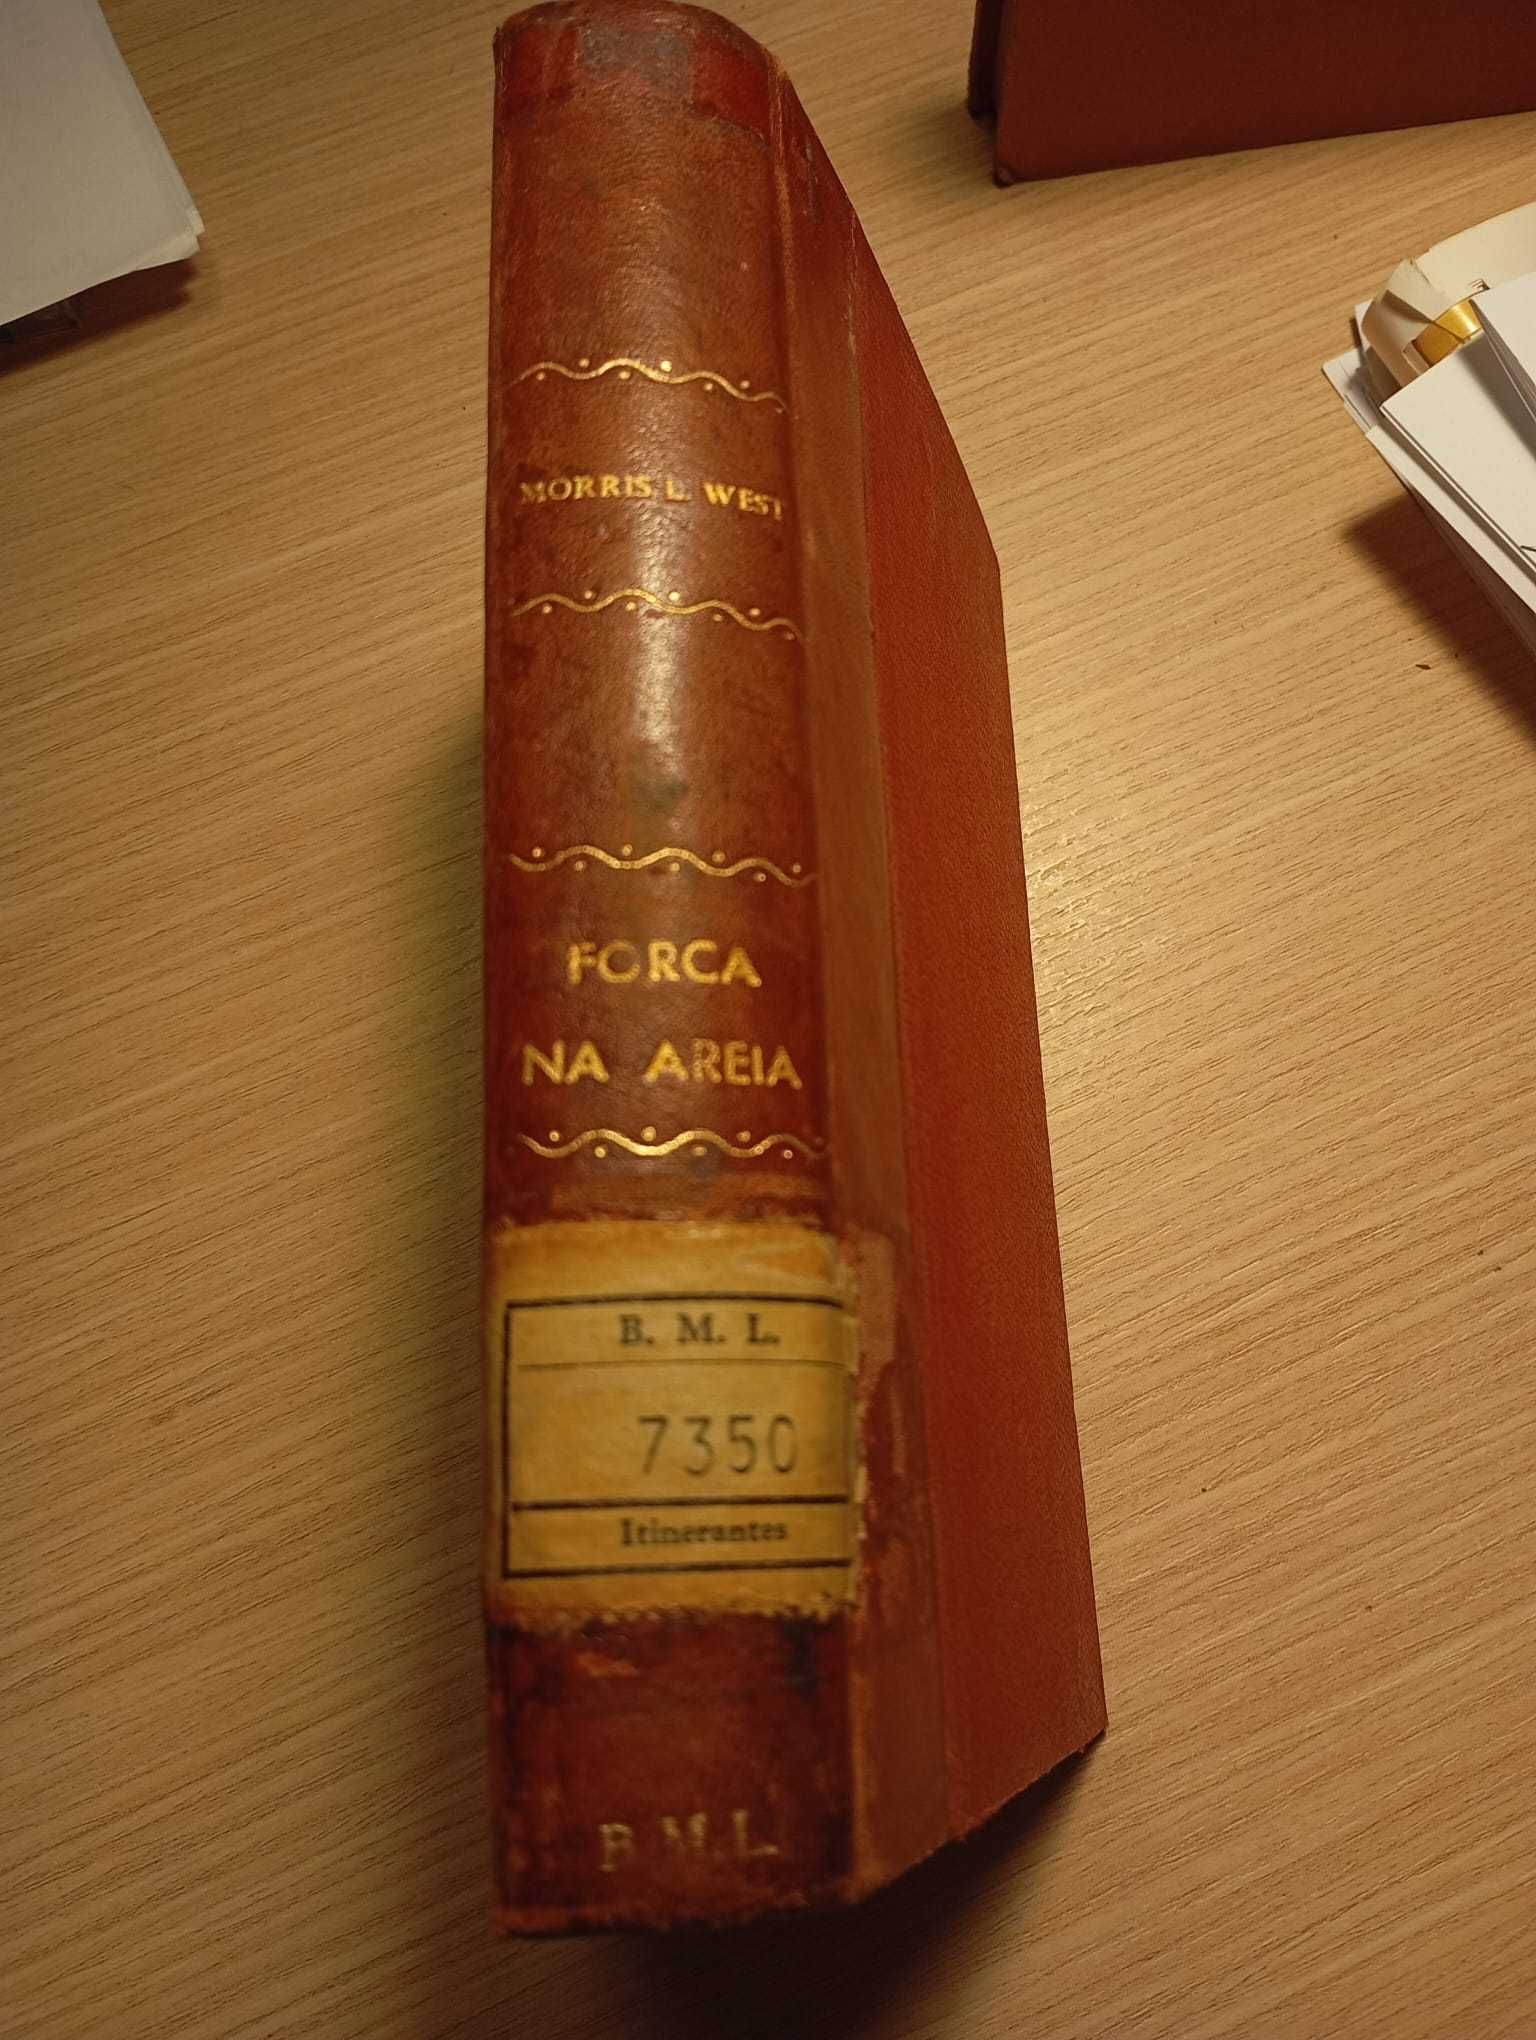 MORRIS L. WEST
FORCA
NA AREIA
B. M. L.
7350
Itinerantes
B. M. L.